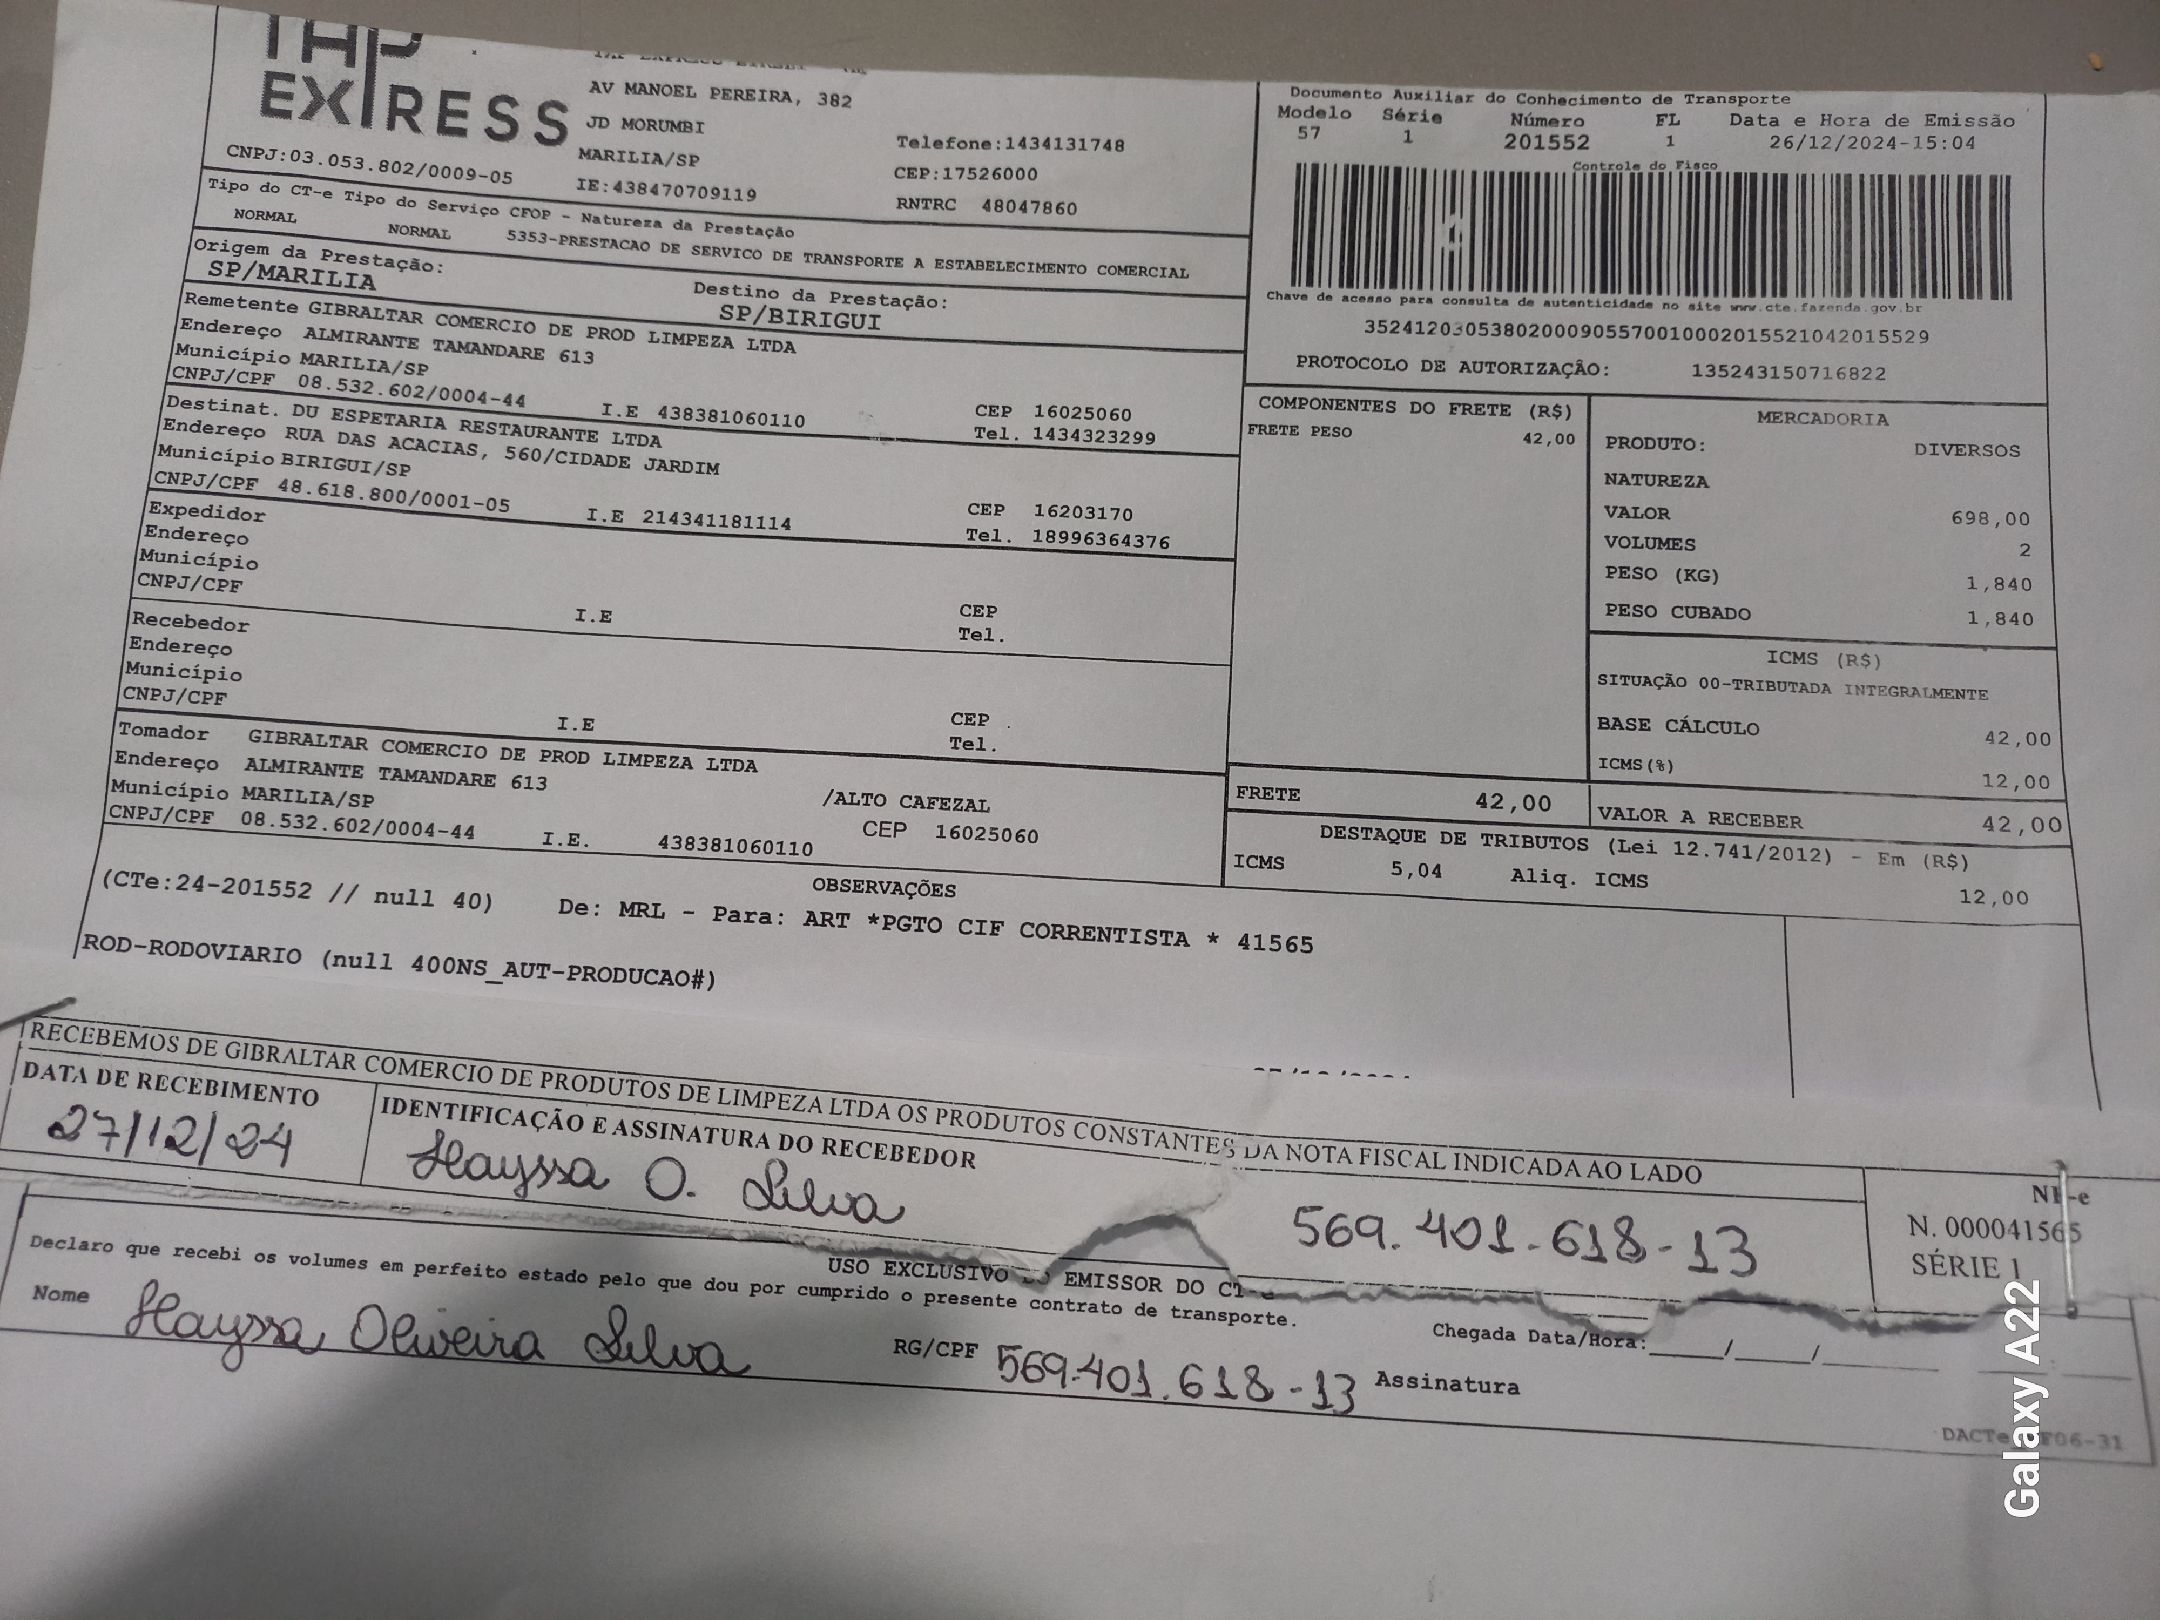 THP
EXPRESS
AV MANOEL PEREIRA, 382
JD MORUMBI
MARILIA/SP
Telefone:1434131748
CEP:17526000
CNPJ:03.053.802/0009-05
IE:438470709119
RNTRC 48047860
Documento Auxiliar do Conhecimento de Transporte
Modelo Série Número FL Data e Hora de Emissão
57 1 201552 1 26/12/2024-15:04
Controle do Fisco
Chave de acesso para consulta de autenticidade no site www.cte.fazenda.gov.br
35241203053802000905570010002015521042015529
PROTOCOLO DE AUTORIZAÇÃO: 135243150716822
Tipo do CT-e Tipo do Serviço CFOP - Natureza da Prestação
NORMAL NORMAL 5353-PRESTACAO DE SERVICO DE TRANSPORTE A ESTABELECIMENTO COMERCIAL
Origem da Prestação: Destino da Prestação:
SP/MARILIA SP/BIRIGUI
Remetente GIBRALTAR COMERCIO DE PROD LIMPEZA LTDA
Endereço ALMIRANTE TAMANDARE 613
Município MARILIA/SP CEP 16025060
CNPJ/CPF 08.532.602/0004-44 I.E 438381060110 Tel. 1434323299
Destinat. DU ESPETARIA RESTAURANTE LTDA
Endereço RUA DAS ACACIAS, 560/CIDADE JARDIM
Município BIRIGUI/SP CEP 16203170
CNPJ/CPF 48.618.800/0001-05 I.E 214341181114 Tel. 18996364376
Expedidor
Endereço
Município CEP
CNPJ/CPF I.E Tel.
Recebedor
Endereço
Município CEP
CNPJ/CPF I.E Tel.
Tomador GIBRALTAR COMERCIO DE PROD LIMPEZA LTDA
Endereço ALMIRANTE TAMANDARE 613 /ALTO CAFEZAL
Município MARILIA/SP CEP 16025060
CNPJ/CPF 08.532.602/0004-44 I.E. 438381060110
COMPONENTES DO FRETE (R$)
FRETE PESO 42,00
MERCADORIA
PRODUTO: DIVERSOS
NATUREZA
VALOR 698,00
VOLUMES 2
PESO (KG) 1,840
PESO CUBADO 1,840
ICMS (R$)
SITUAÇÃO 00-TRIBUTADA INTEGRALMENTE
BASE CÁLCULO 42,00
ICMS(%) 12,00
FRETE 42,00 VALOR A RECEBER 42,00
DESTAQUE DE TRIBUTOS (Lei 12.741/2012) - Em (R$)
ICMS 5,04 Aliq. ICMS 12,00
OBSERVAÇÕES
(CTe:24-201552 // null 40) De: MRL - Para: ART *PGTO CIF CORRENTISTA * 41565
ROD-RODOVIARIO (null 400NS_AUT-PRODUCAO#)
RECEBEMOS DE GIBRALTAR COMERCIO DE PRODUTOS DE LIMPEZA LTDA OS PRODUTOS CONSTANTES DA NOTA FISCAL INDICADA AO LADO
DATA DE RECEBIMENTO IDENTIFICAÇÃO E ASSINATURA DO RECEBEDOR
27/12/24 Hayssa O. Silva 569.401.618-13
NF-e
N. 000041565
SÉRIE 1
USO EXCLUSIVO DO EMISSOR DO CT-e
Declaro que recebi os volumes em perfeito estado pelo que dou por cumprido o presente contrato de transporte.
Nome Hayssa Oliveira Silva RG/CPF 569.401.618-13 Assinatura
Chegada Data/Hora:_____/_____/_____
Galaxy A22